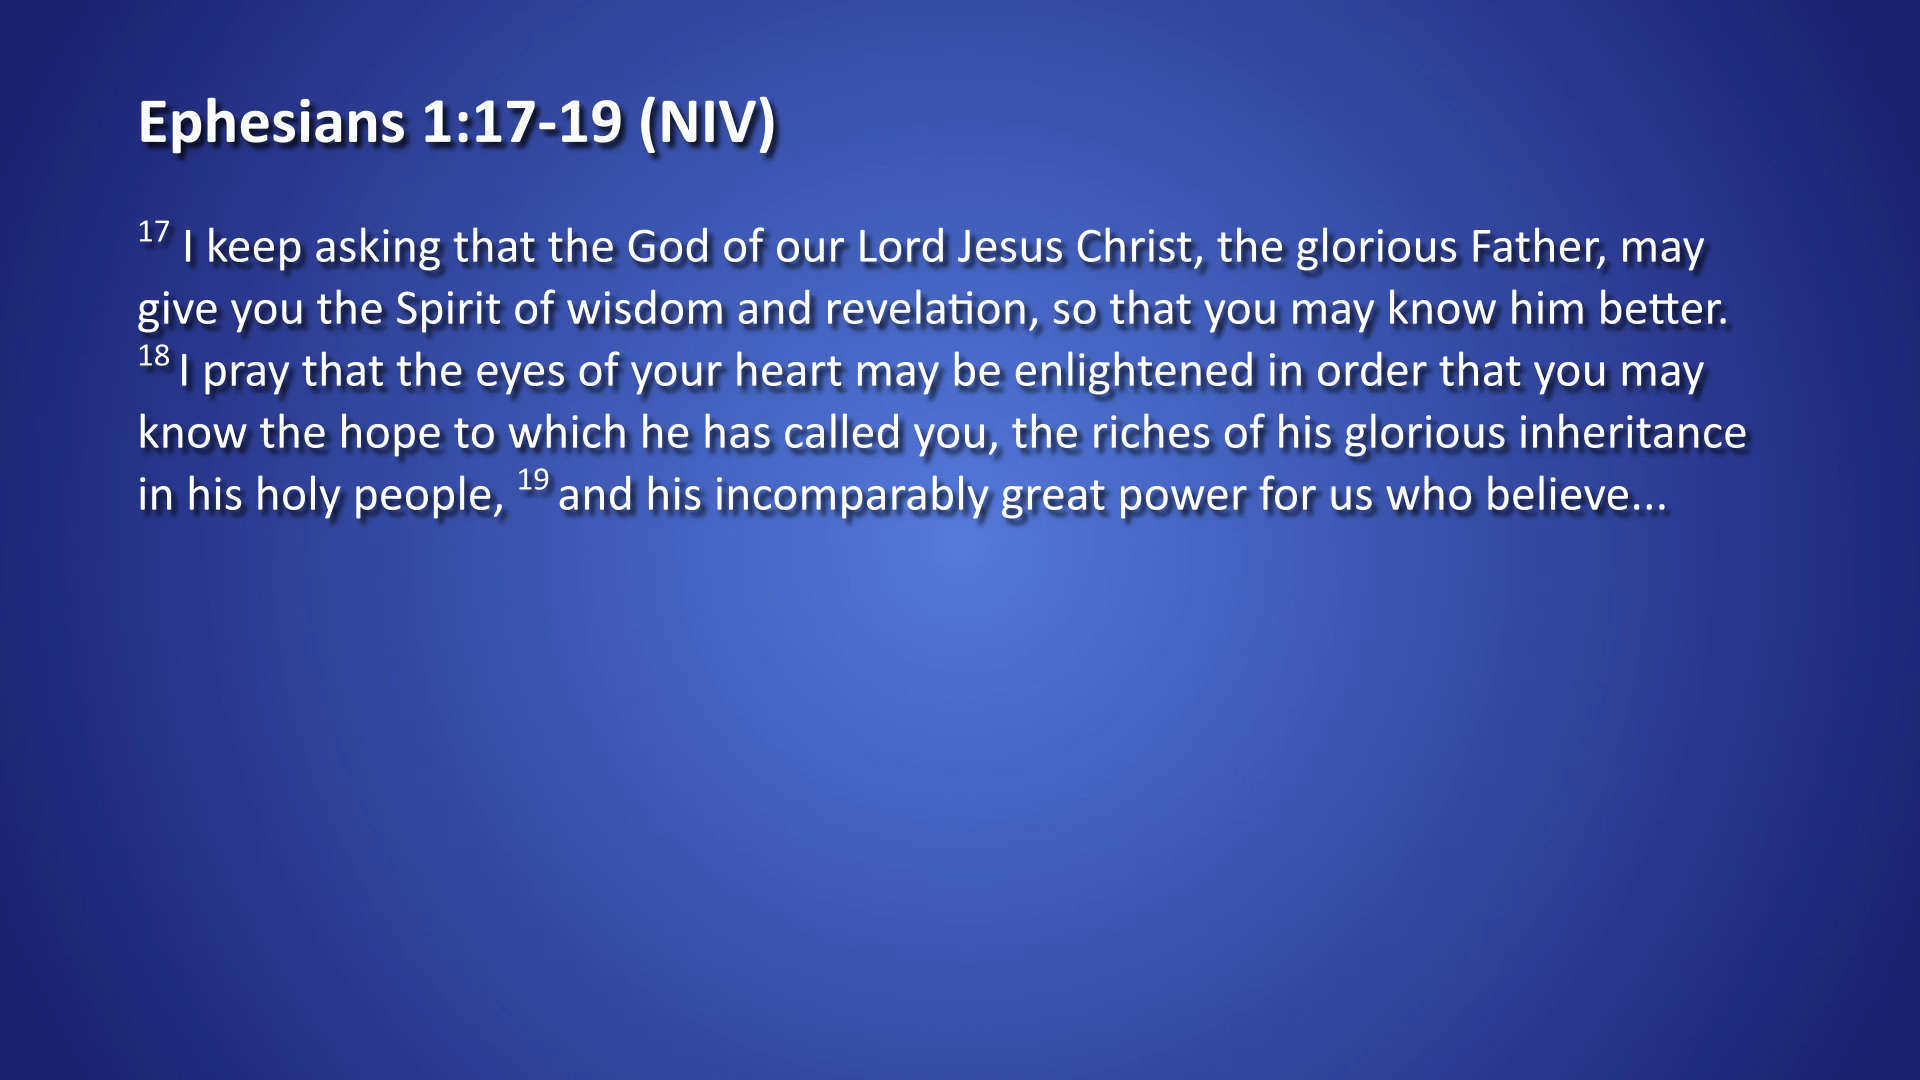 Ephesians 1:17-19 (NIV)
17 I keep asking that the God of our Lord Jesus Christ, the glorious Father, may
give you the Spirit of wisdom and revelation, so that you may know him better.
18 I pray that the eyes of your heart may be enlightened in order that you may
know the hope to which he has called you, the riches of his glorious inheritance
in his holy people, 19 and his incomparably great power for us who believe...